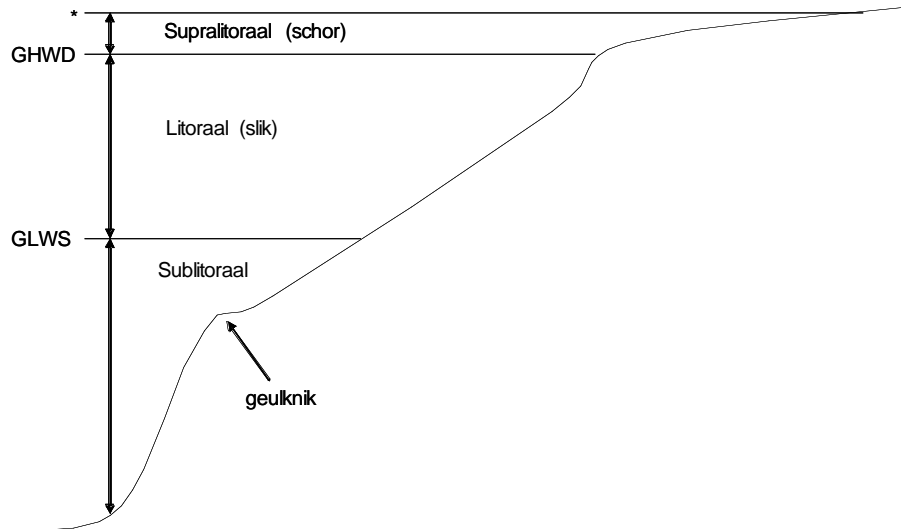 *
Supralitoraal (schor)
GHWD
Litoraal (slik)
GLWS
Sublitoraal
geulknik